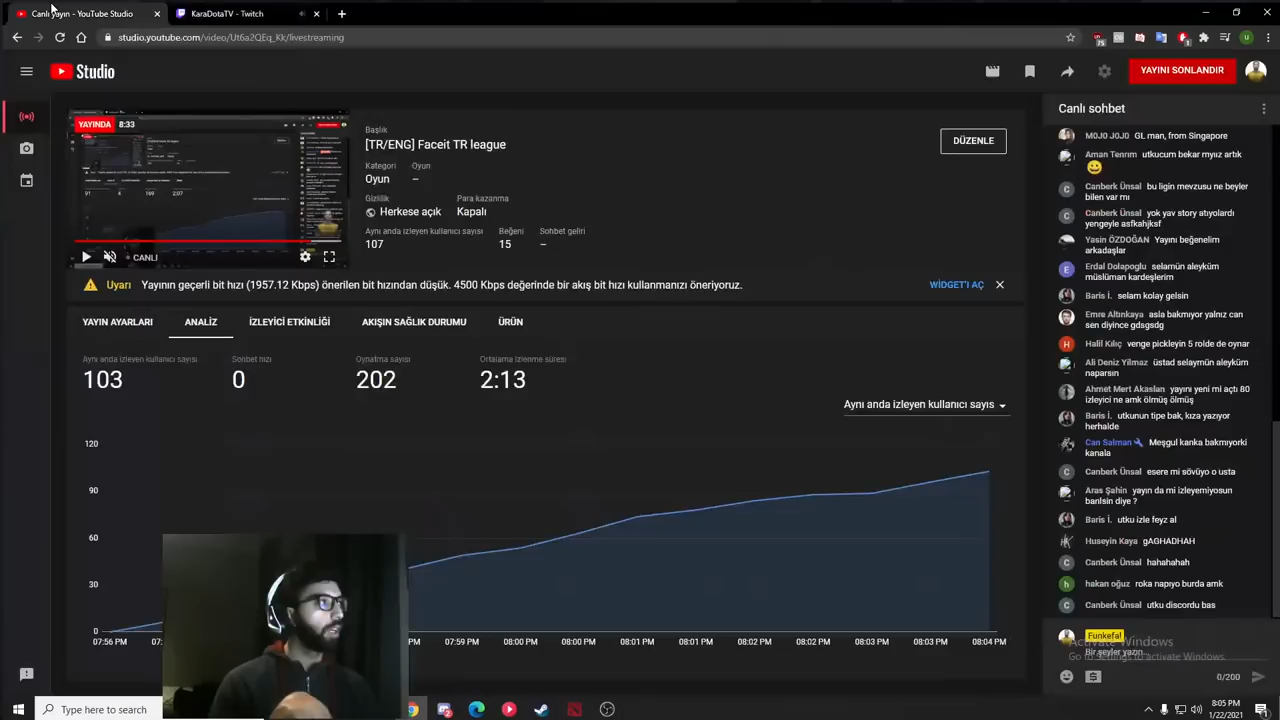 Canlı yayın - YouTube Studio
KaraDotaTV - Twitch
studio.youtube.com/video/Ut6a2QEq_Kk/livestreaming
Studio
YAYINI SONLANDIR
YAYINDA 8:33
CANLI
Başlık
[TR/ENG] Faceit TR league
Kategori Oyun
Oyun –
Gizlilik Para kazanma
Herkese açık Kapalı
Aynı anda izleyen kullanıcı sayısı Beğeni Sohbet geliri
107 15 –
DÜZENLE
Uyarı Yayının geçerli bit hızı (1957.12 Kbps) önerilen bit hızından düşük. 4500 Kbps değerinde bir akış bit hızı kullanmanızı öneriyoruz.
WIDGET'I AÇ
YAYIN AYARLARI ANALİZ İZLEYİCİ ETKİNLİĞİ AKIŞIN SAĞLIK DURUMU ÜRÜN
Aynı anda izleyen kullanıcı sayısı Sohbet hızı Oynatma sayısı Ortalama izlenme süresi
103 0 202 2:13
Aynı anda izleyen kullanıcı sayıs
120
90
60
30
0
07:56 PM 07:59 PM 08:00 PM 08:00 PM 08:01 PM 08:01 PM 08:02 PM 08:02 PM 08:03 PM 08:03 PM 08:04 PM
Canlı sohbet
M0J0 J0J0 GL man, from Singapore
Aman Tenrım utkucum bekar mıyız artık
Canberk Ünsal bu ligin mevzusu ne beyler
bilen var mı
Canberk Ünsal yok yav story atıyolardı
yengeyle asfkahjksf
Yasin ÖZDOĞAN Yayını beğenelim
arkadaşlar
Erdal Dolapoglu selamün aleyküm
müslüman kardeşlerim
Baris İ. selam kolay gelsin
Emre Altınkaya asla bakmıyor yalnız can
sen diyince gdsgsdg
Halil Kılıç venge pickleyin 5 rolde de oynar
Ali Deniz Yilmaz üstad selaymün aleyküm
naparsın
Ahmet Mert Akaslan yayını yeni mi açtı 80
izleyici ne amk ölmüş ölmüş
Baris İ. utkunun tipe bak, kıza yazıyor
herhalde
Can Salman Meşgul kanka bakmıyorki
kanala
Canberk Ünsal esere mi sövüyo o usta
Aras Şahin yayın da mi izleyemiyosun
banlsin diye ?
Baris İ. utku izle feyz al
Huseyin Kaya gAGHADHAH
Canberk Ünsal hahahahah
hakan oğuz roka napıyo burda amk
Canberk Ünsal utku discordu bas
Funkefal
Bir şeyler yazın...
0/200
Activate Windows
Go to Settings to activate Windows.
Type here to search
8:05 PM
1/22/2021